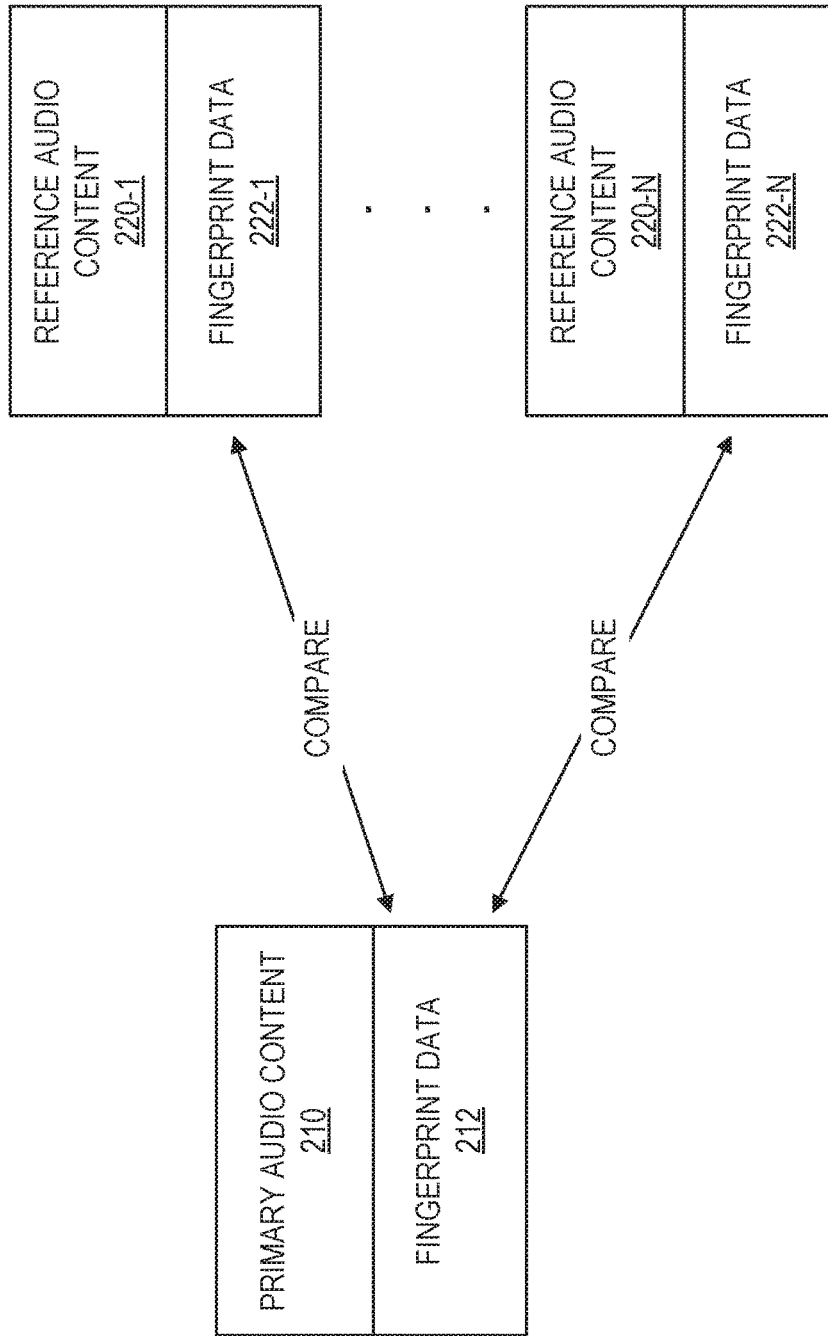 PRIMARY AUDIO CONTENT
210
FINGERPRINT DATA
212
COMPARE
COMPARE
REFERENCE AUDIO
CONTENT
220-1
FINGERPRINT DATA
222-1
REFERENCE AUDIO
CONTENT
220-N
FINGERPRINT DATA
222-N